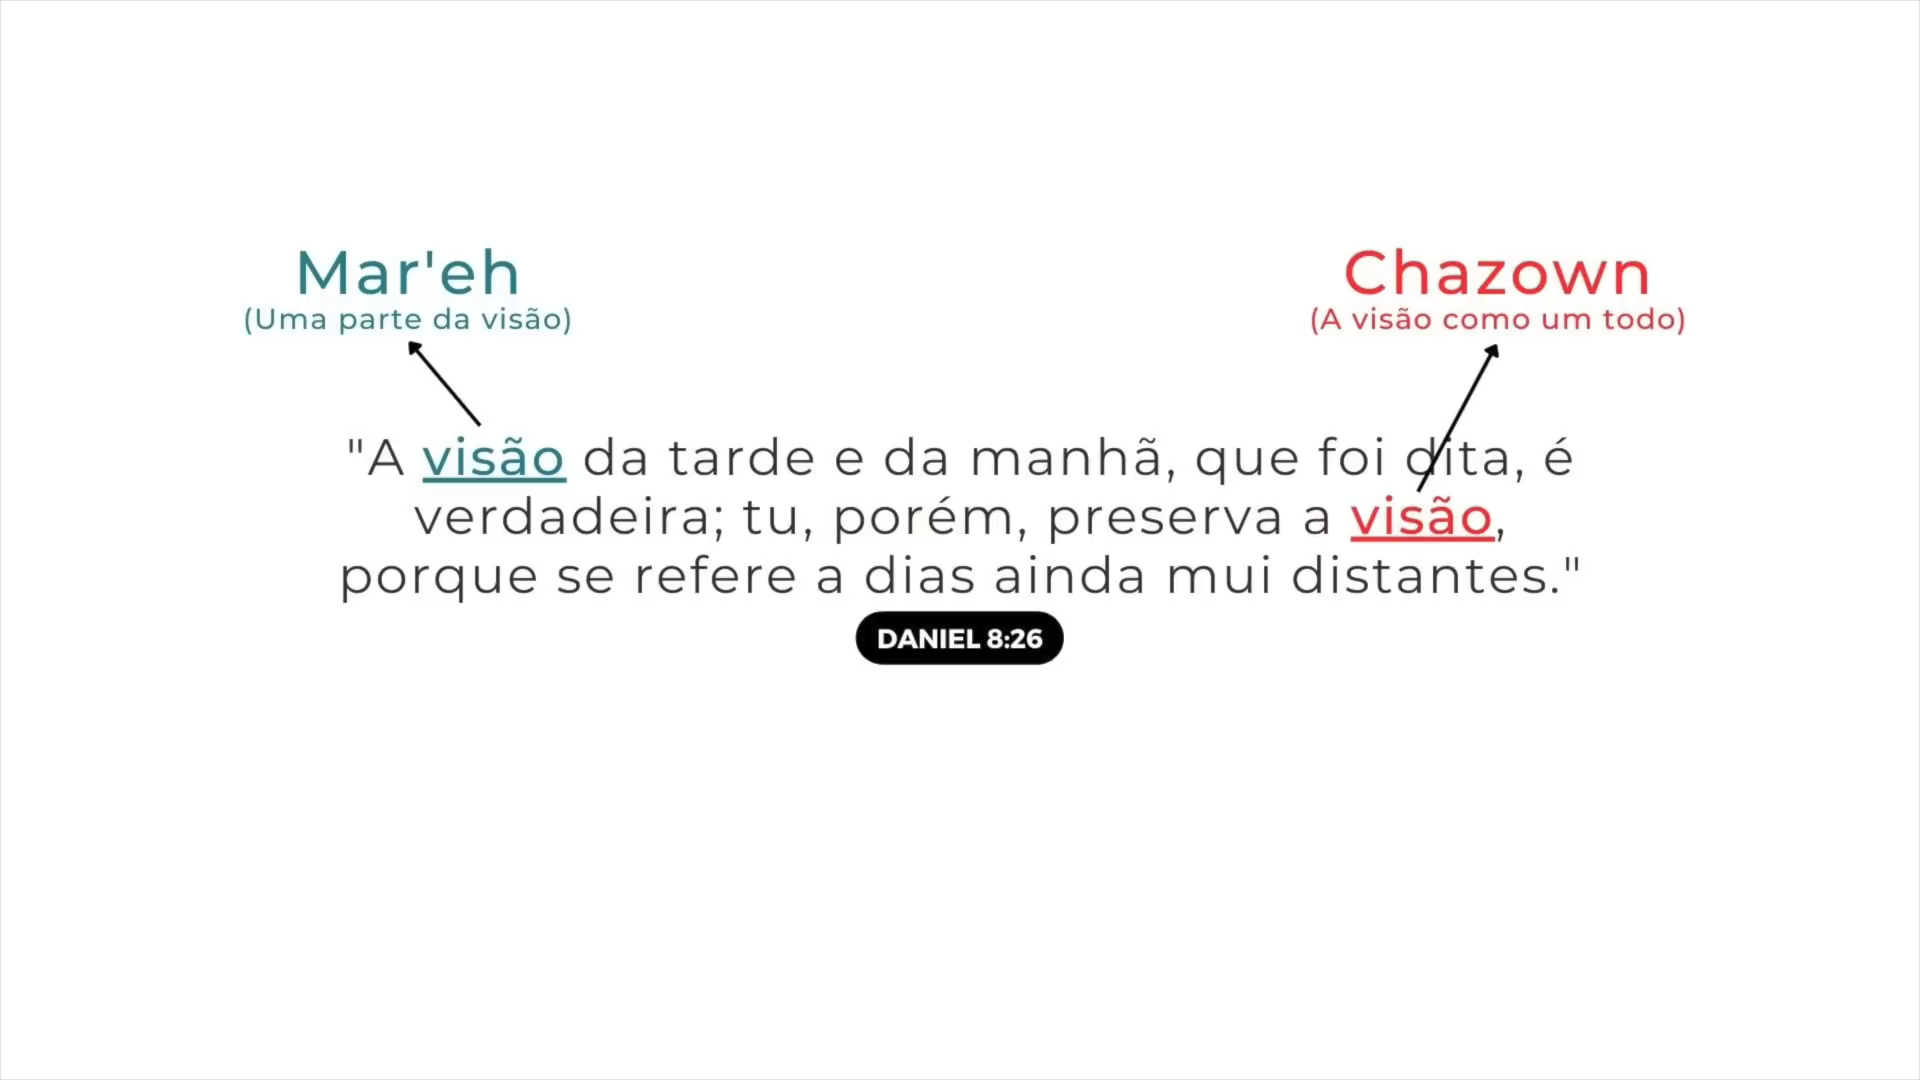 Mar'eh
(Uma parte da visão)
Chazown
(A visão como um todo)
"A visão da tarde e da manhã, que foi dita, é
verdadeira; tu, porém, preserva a visão,
porque se refere a dias ainda mui distantes."
DANIEL 8:26